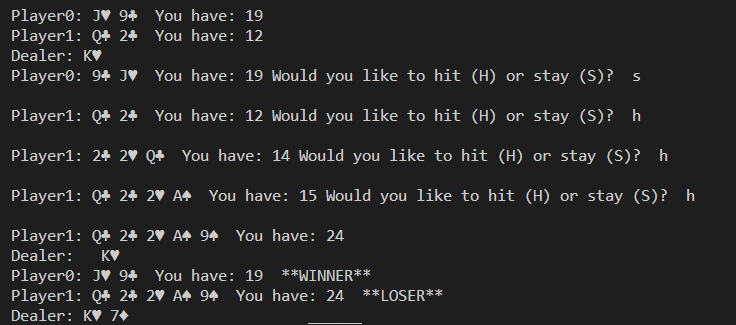 Player0: J♥ 9♣  You have: 19
Player1: Q♣ 2♣  You have: 12
Dealer: K♥
Player0: 9♣ J♥  You have: 19 Would you like to hit (H) or stay (S)?  s
Player1: Q♣ 2♣  You have: 12 Would you like to hit (H) or stay (S)?  h
Player1: 2♣ 2♥ Q♣  You have: 14 Would you like to hit (H) or stay (S)?  h
Player1: Q♣ 2♣ 2♥ A♠  You have: 15 Would you like to hit (H) or stay (S)?  h
Player1: Q♣ 2♣ 2♥ A♠ 9♠  You have: 24
Dealer:   K♥
Player0: J♥ 9♣  You have: 19  **WINNER**
Player1: Q♣ 2♣ 2♥ A♠ 9♠  You have: 24  **LOSER**
Dealer: K♥ 7♦